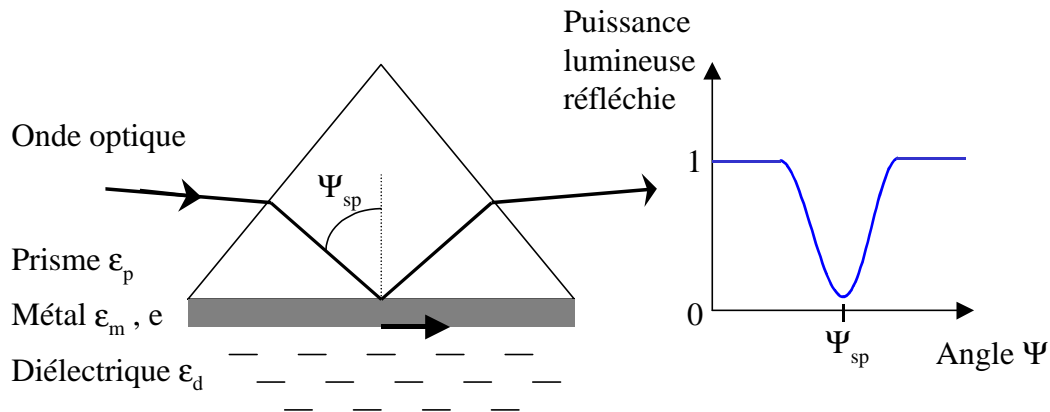 Onde optique
Ψsp
Prisme εp
Métal εm , e
Diélectrique εd
Puissance
lumineuse
réfléchie
1
0
Ψsp
Angle Ψ